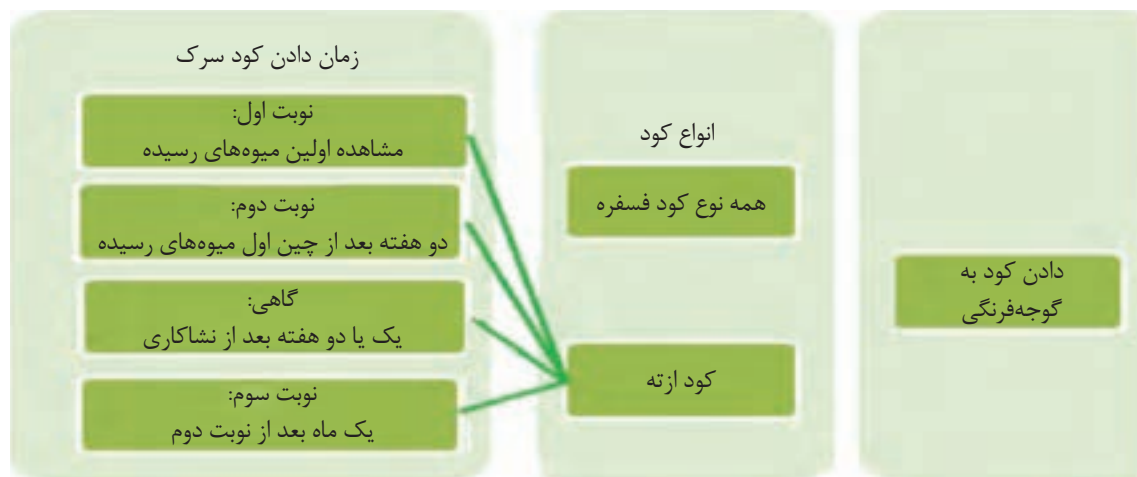 دادن کود به
گوجه‌فرنگی
انواع کود
همه نوع کود فسفره
کود ازته
زمان دادن کود سرک
نوبت اول:
مشاهده اولین میوه‌های رسیده
نوبت دوم:
دو هفته بعد از چین اول میوه‌های رسیده
گاهی:
یک یا دو هفته بعد از نشاکاری
نوبت سوم:
یک ماه بعد از نوبت دوم